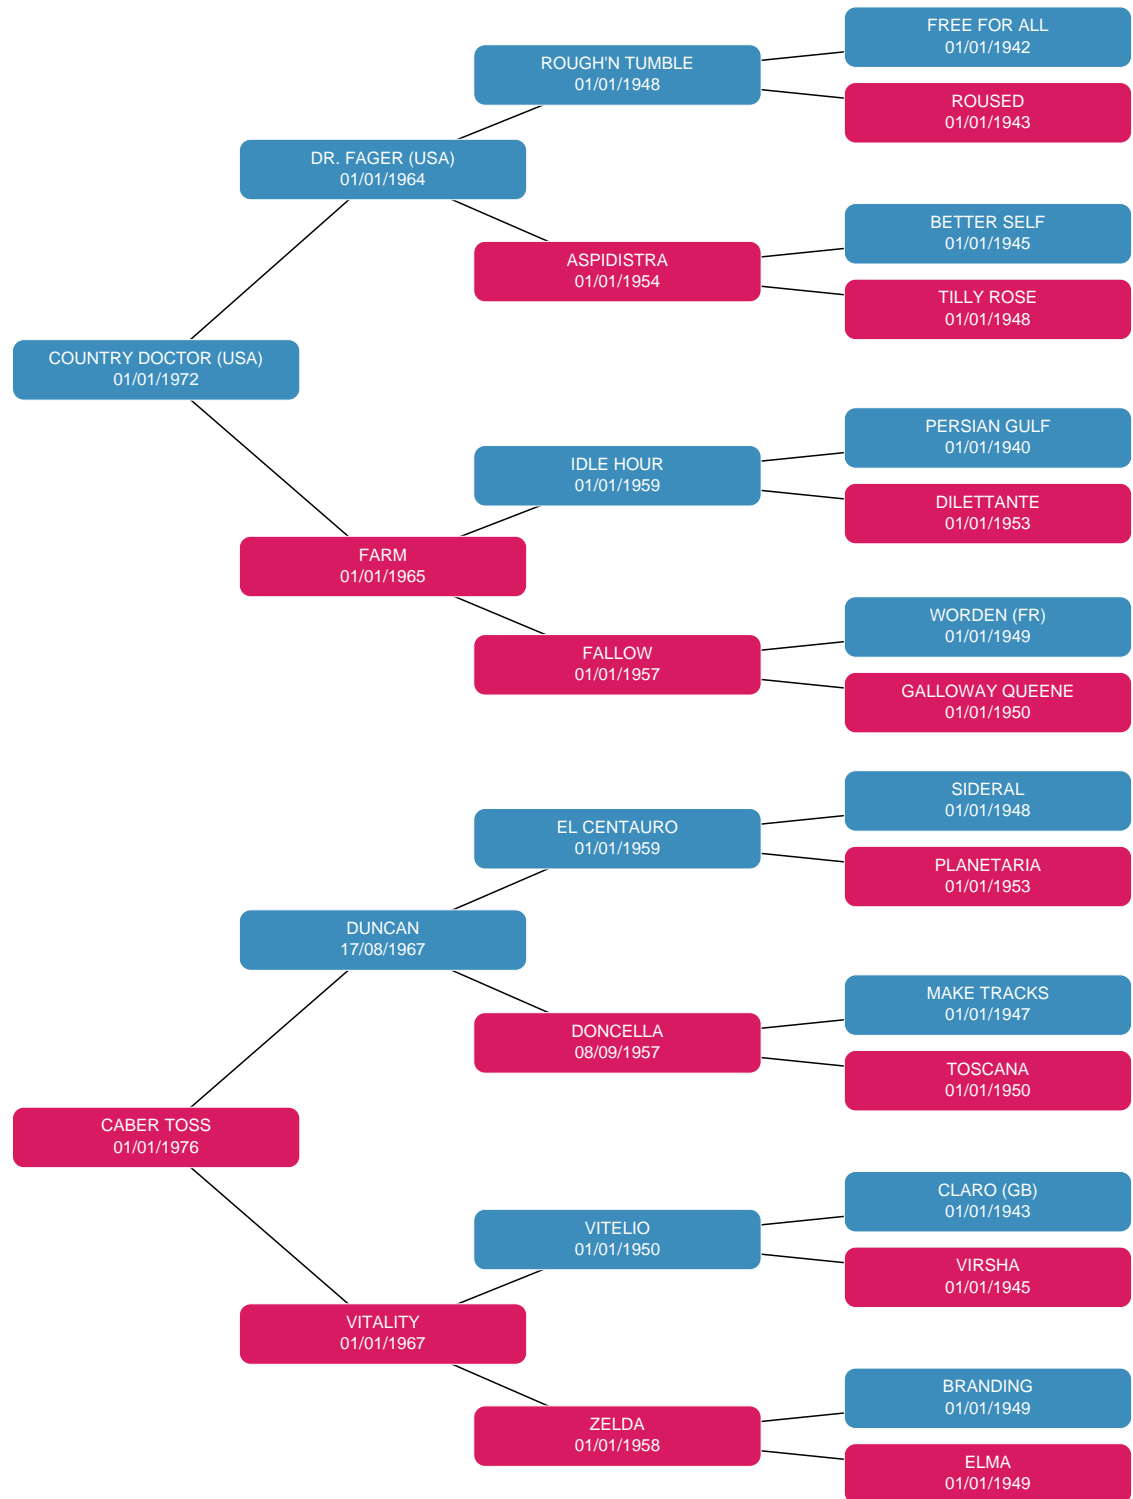 FREE FOR ALL
01/01/1942
ROUGH'N TUMBLE
01/01/1948
ROUSED
01/01/1943
DR. FAGER (USA)
01/01/1964
BETTER SELF
01/01/1945
ASPIDISTRA
01/01/1954
TILLY ROSE
01/01/1948
COUNTRY DOCTOR (USA)
01/01/1972
PERSIAN GULF
01/01/1940
IDLE HOUR
01/01/1959
DILETTANTE
01/01/1953
FARM
01/01/1965
WORDEN (FR)
01/01/1949
FALLOW
01/01/1957
GALLOWAY QUEENE
01/01/1950
SIDERAL
01/01/1948
EL CENTAURO
01/01/1959
PLANETARIA
01/01/1953
DUNCAN
17/08/1967
MAKE TRACKS
01/01/1947
DONCELLA
08/09/1957
TOSCANA
01/01/1950
CABER TOSS
01/01/1976
CLARO (GB)
01/01/1943
VITELIO
01/01/1950
VIRSHA
01/01/1945
VITALITY
01/01/1967
BRANDING
01/01/1949
ZELDA
01/01/1958
ELMA
01/01/1949